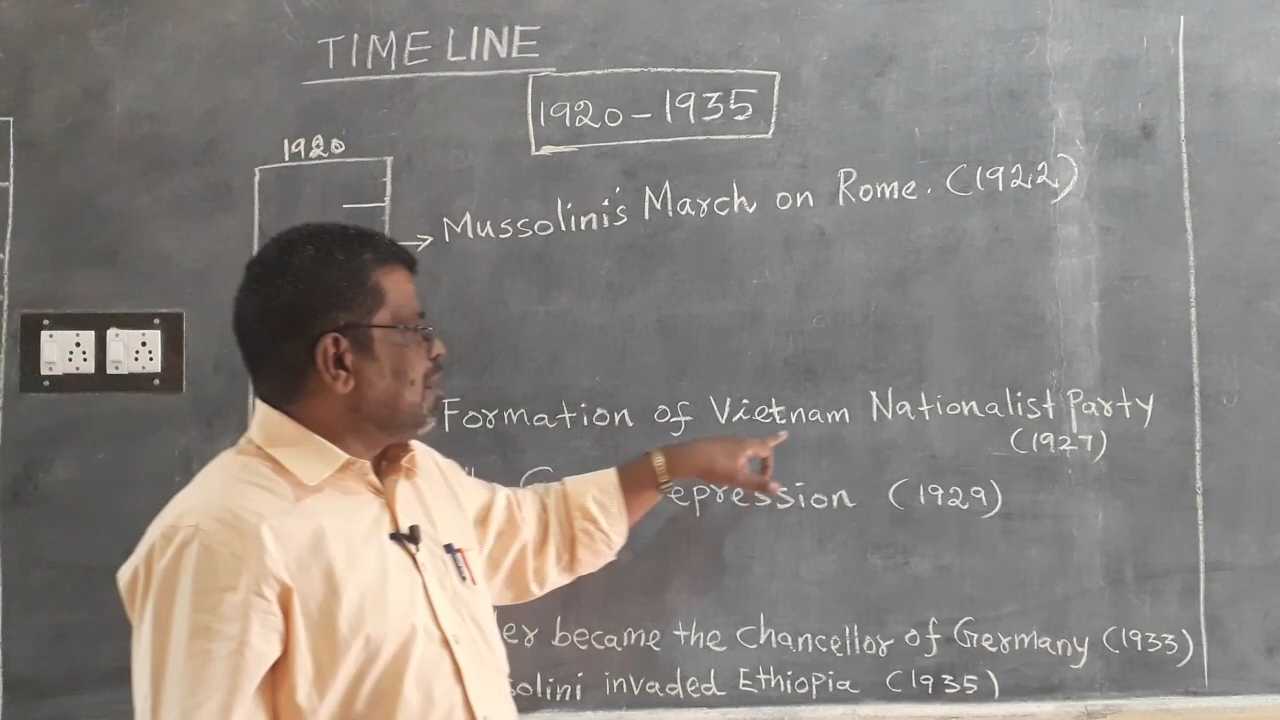 TIME LINE
1920-1935
1920
→ Mussolini's March on Rome. (1922)
Formation of Vietnam Nationalist Party
(1927)
epression (1929)
er became the Chancellor of Germany (1933)
solini invaded Ethiopia (1935)